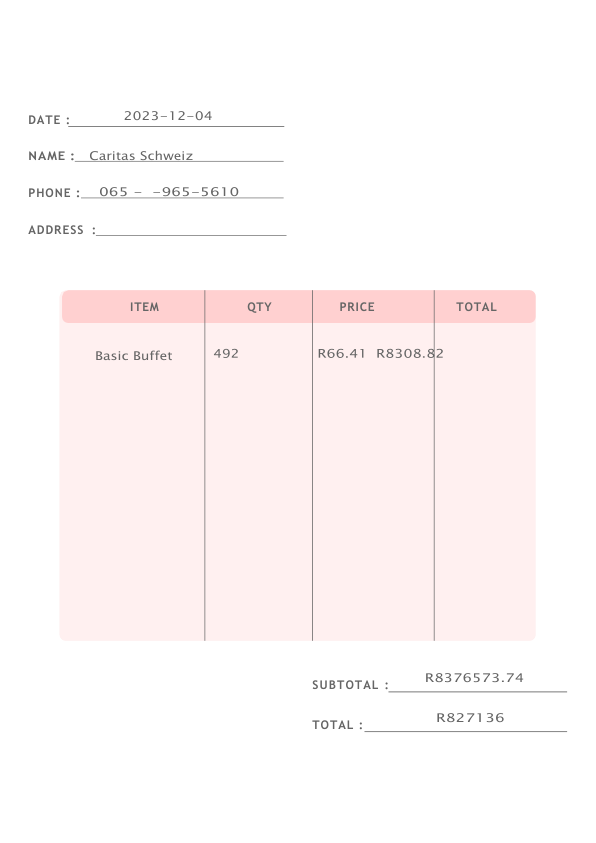 DATE : 2023-12-04
NAME : Caritas Schweiz
PHONE : 065 - -965-5610
ADDRESS :
ITEM QTY PRICE TOTAL
Basic Buffet 492 R66.41 R8308.82
SUBTOTAL : R8376573.74
TOTAL : R827136